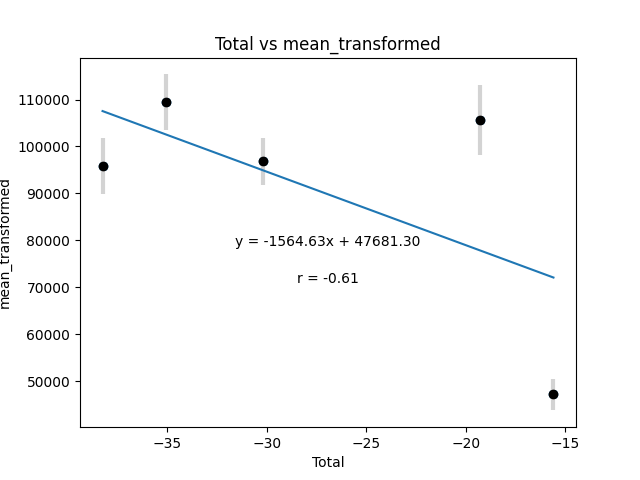 Total vs mean_transformed
mean_transformed
110000
100000
90000
80000
70000
60000
50000
y = -1564.63x + 47681.30
r = -0.61
−35
−30
−25
−20
−15
Total